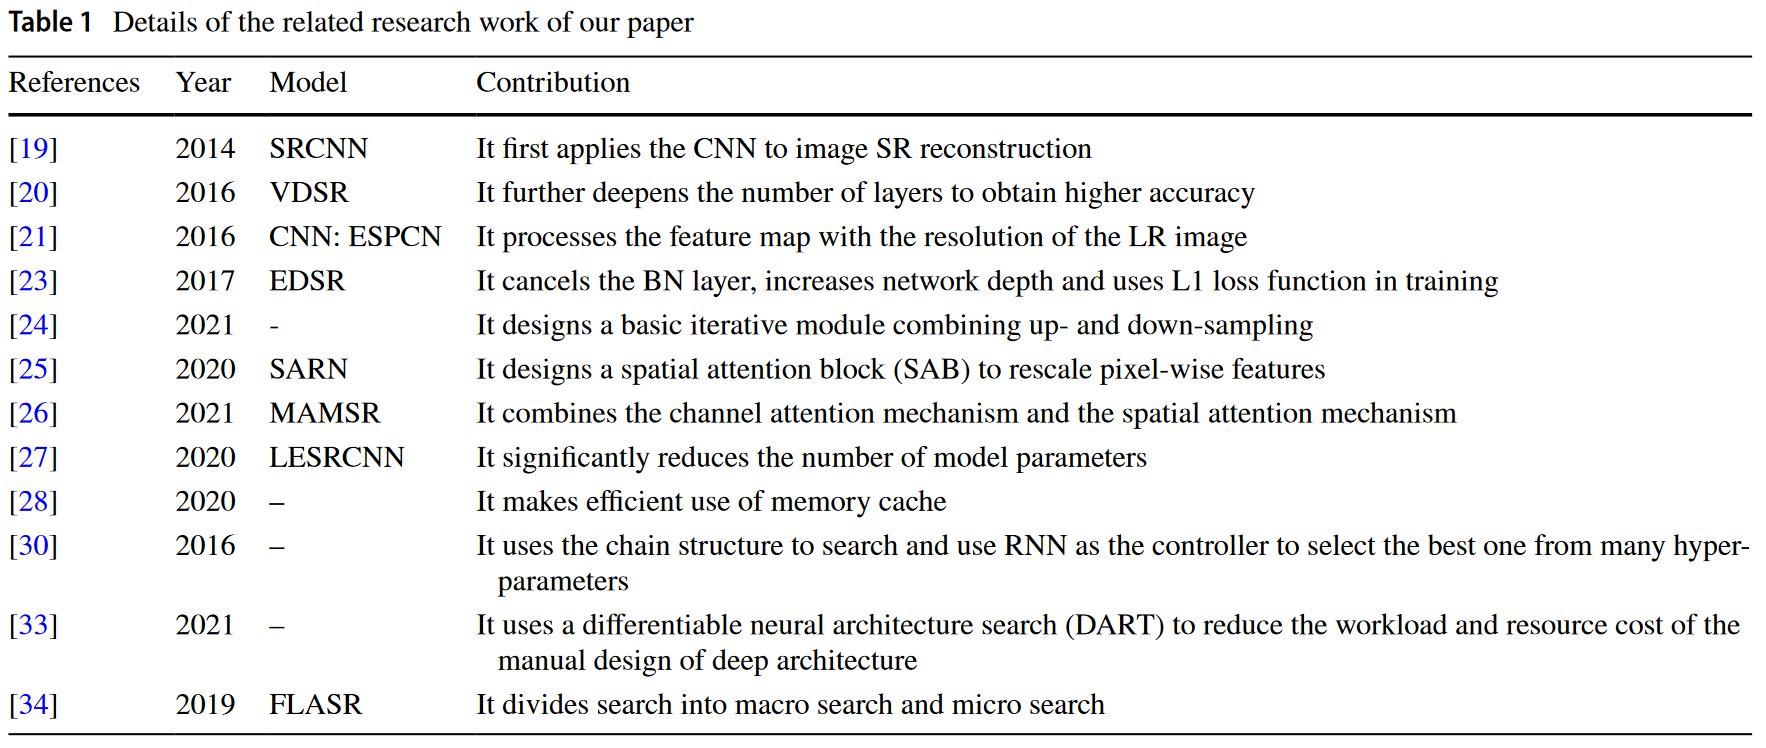 Table 1 Details of the related research work of our paper
References Year Model Contribution
[19] 2014 SRCNN It first applies the CNN to image SR reconstruction
[20] 2016 VDSR It further deepens the number of layers to obtain higher accuracy
[21] 2016 CNN: ESPCN It processes the feature map with the resolution of the LR image
[23] 2017 EDSR It cancels the BN layer, increases network depth and uses L1 loss function in training
[24] 2021 - It designs a basic iterative module combining up- and down-sampling
[25] 2020 SARN It designs a spatial attention block (SAB) to rescale pixel-wise features
[26] 2021 MAMSR It combines the channel attention mechanism and the spatial attention mechanism
[27] 2020 LESRCNN It significantly reduces the number of model parameters
[28] 2020 – It makes efficient use of memory cache
[30] 2016 – It uses the chain structure to search and use RNN as the controller to select the best one from many hyper-
parameters
[33] 2021 – It uses a differentiable neural architecture search (DART) to reduce the workload and resource cost of the
manual design of deep architecture
[34] 2019 FLASR It divides search into macro search and micro search